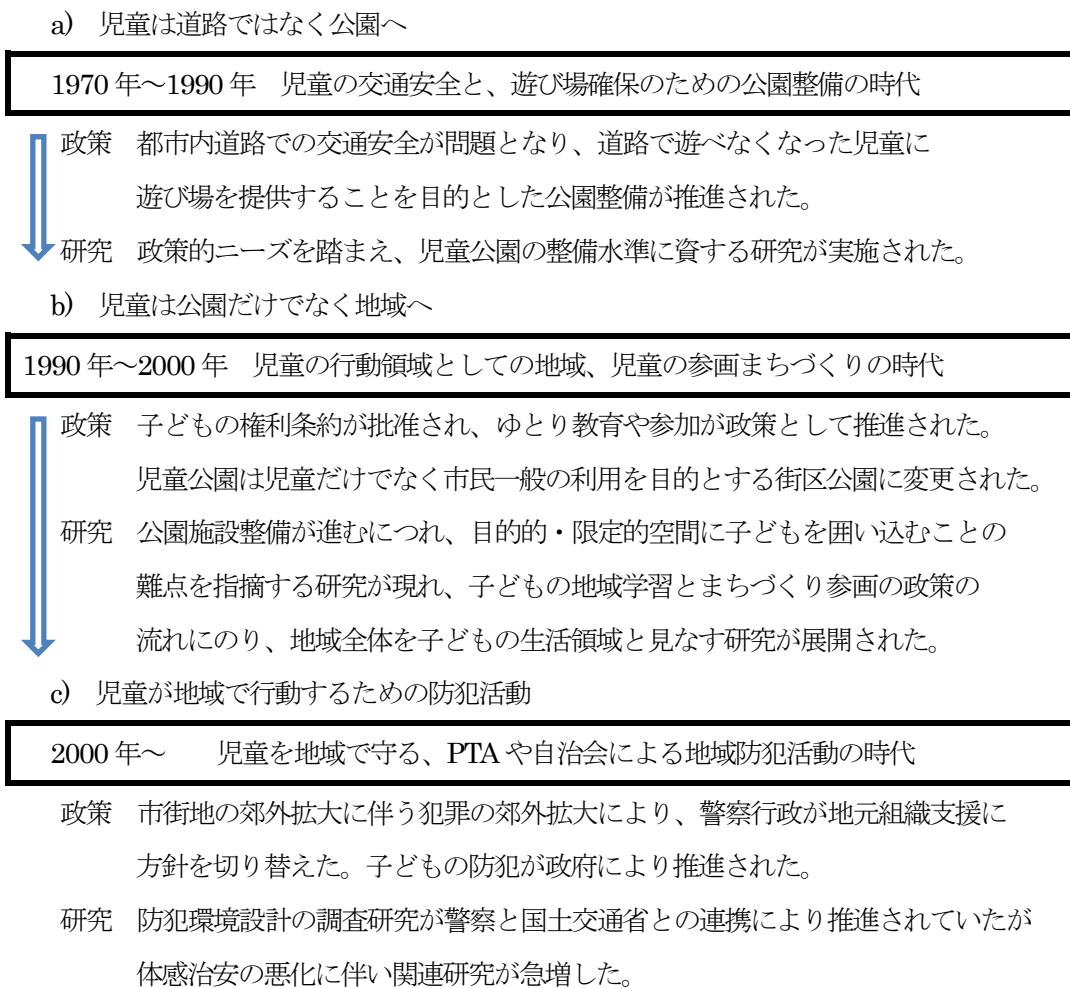 a) 児童は道路ではなく公園へ
1970 年～1990 年 児童の交通安全と、遊び場確保のための公園整備の時代
政策 都市内道路での交通安全が問題となり、道路で遊べなくなった児童に
遊び場を提供することを目的とした公園整備が推進された。
研究 政策的ニーズを踏まえ、児童公園の整備水準に資する研究が実施された。
b) 児童は公園だけでなく地域へ
1990 年～2000 年 児童の行動領域としての地域、児童の参画まちづくりの時代
政策 子どもの権利条約が批准され、ゆとり教育や参加が政策として推進された。
児童公園は児童だけでなく市民一般の利用を目的とする街区公園に変更された。
研究 公園施設整備が進むにつれ、目的的・限定的空間に子どもを囲い込むことの
難点を指摘する研究が現れ、子どもの地域学習とまちづくり参画の政策の
流れにのり、地域全体を子どもの生活領域と見なす研究が展開された。
c) 児童が地域で行動するための防犯活動
2000 年～ 児童を地域で守る、PTA や自治会による地域防犯活動の時代
政策 市街地の郊外拡大に伴う犯罪の郊外拡大により、警察行政が地元組織支援に
方針を切り替えた。子どもの防犯が政府により推進された。
研究 防犯環境設計の調査研究が警察と国土交通省との連携により推進されていたが
体感治安の悪化に伴い関連研究が急増した。